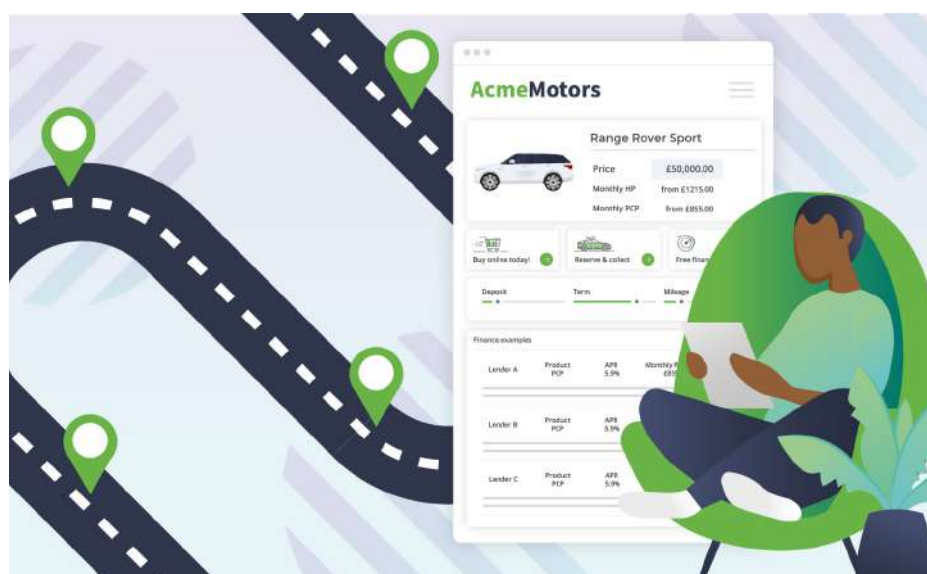 AcmeMotors
Range Rover Sport
Price £50,000.00
Monthly HP from £1215.00
Monthly PCP from £855.00
Buy online today!
Reserve & collect
Free
Deposit Term Mileage
Finance examples
Lender A Product PCP APR 5.9% Monthly
Lender B Product PCP APR 5.9%
Lender C Product PCP APR 5.9%